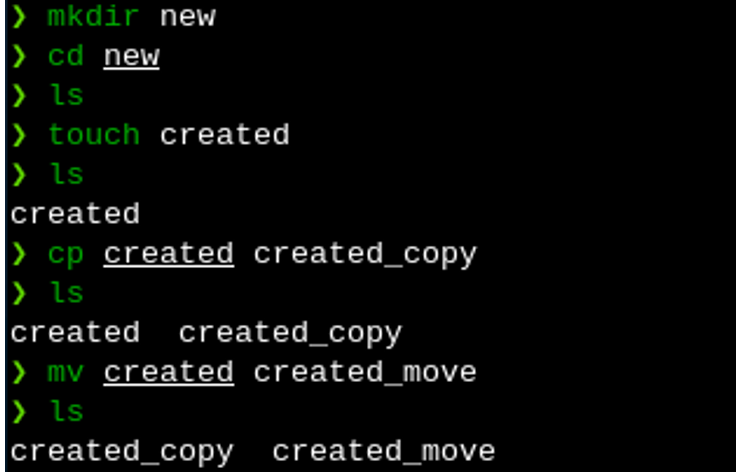 ❯ mkdir new
❯ cd new
❯ ls
❯ touch created
❯ ls
created
❯ cp created created_copy
❯ ls
created  created_copy
❯ mv created created_move
❯ ls
created_copy  created_move